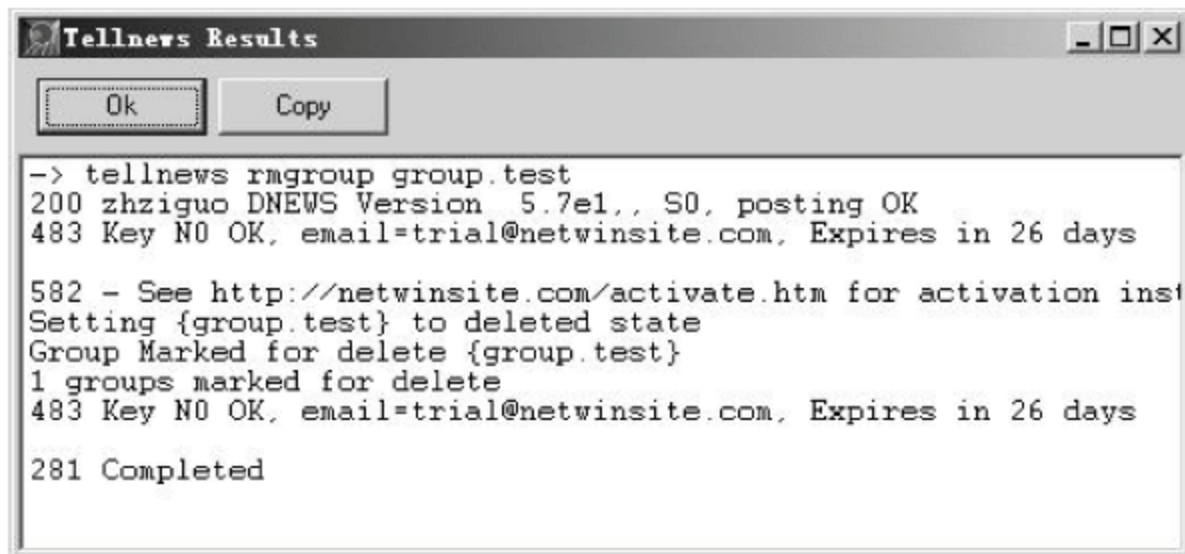 Tellnews Results
Ok
Copy
-> tellnews rmgroup group.test
200 zhziguo DNEWS Version  5.7e1,, S0, posting OK
483 Key N0 OK, email=trial@netwinsite.com, Expires in 26 days
582 - See http://netwinsite.com/activate.htm for activation inst
Setting {group.test} to deleted state
Group Marked for delete {group.test}
1 groups marked for delete
483 Key N0 OK, email=trial@netwinsite.com, Expires in 26 days
281 Completed